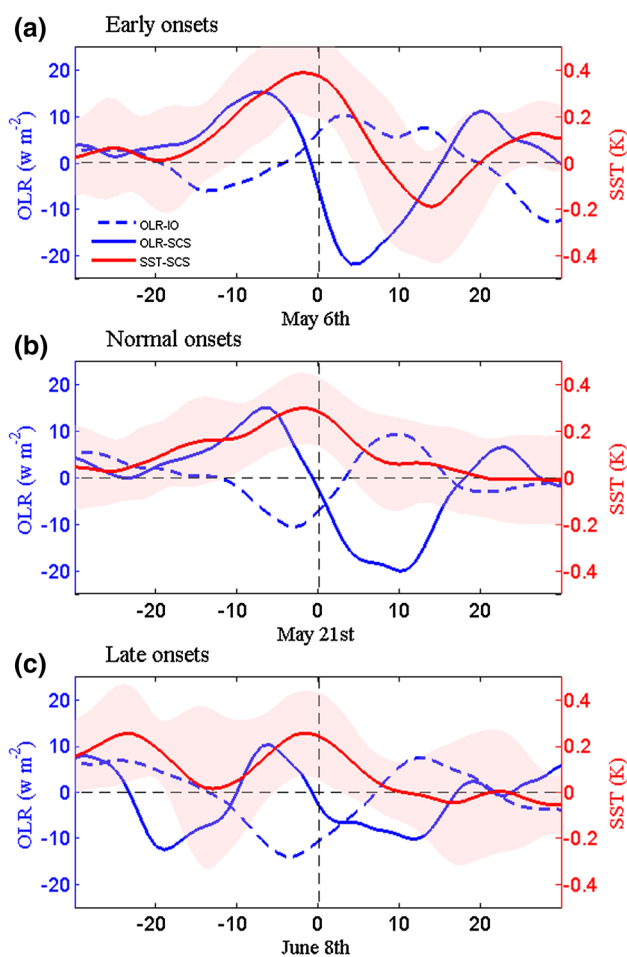 (a) Early onsets
20
10
0
-10
-20
OLR (w m-2)
0.4
0.2
0
-0.2
-0.4
SST (K)
OLR-IO
OLR-SCS
SST-SCS
-20 -10 0 10 20
May 6th
(b) Normal onsets
20
10
0
-10
-20
OLR (w m-2)
0.4
0.2
0
-0.2
-0.4
SST (K)
-20 -10 0 10 20
May 21st
(c) Late onsets
20
10
0
-10
-20
OLR (w m-2)
0.4
0.2
0
-0.2
-0.4
SST (K)
-20 -10 0 10 20
June 8th